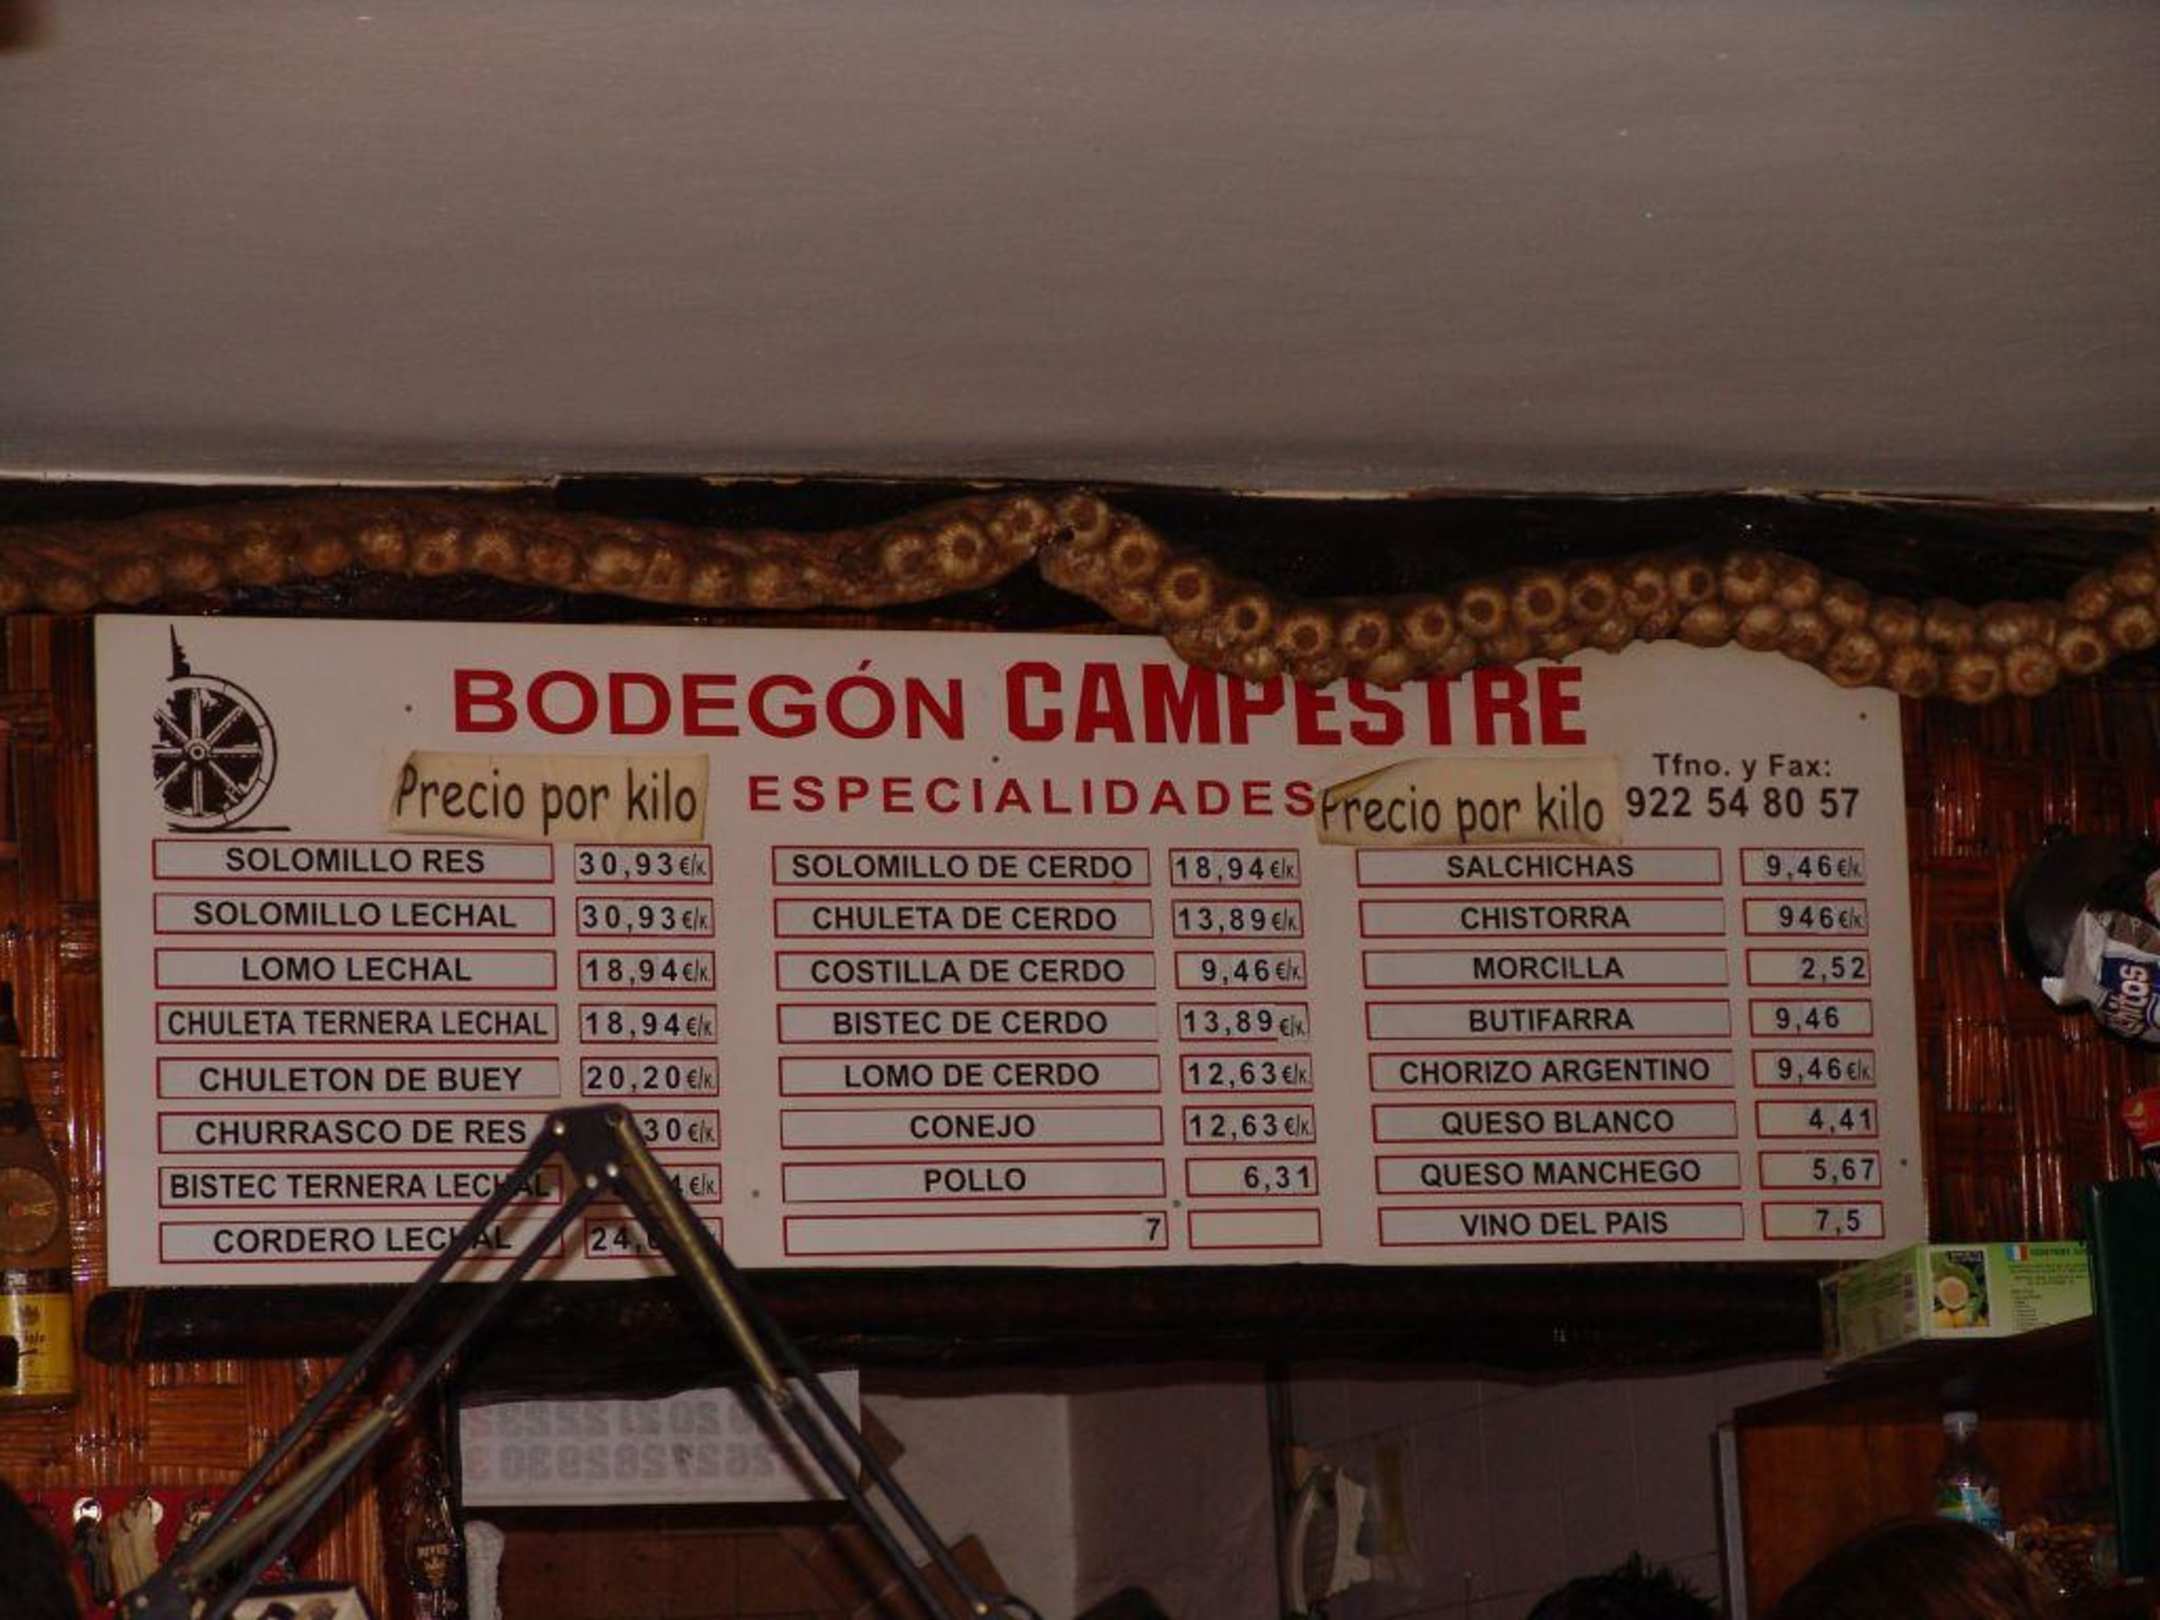 BODEGÓN CAMPESTRE
Precio por kilo
ESPECIALIDADES
Precio por kilo
Tfno. y Fax:
922 54 80 57
SOLOMILLO RES 30,93 €/K.
SOLOMILLO LECHAL 30,93 €/K.
LOMO LECHAL 18,94 €/K.
CHULETA TERNERA LECHAL 18,94 €/K.
CHULETON DE BUEY 20,20 €/K.
CHURRASCO DE RES 30 €/K.
BISTEC TERNERA LECHAL 4 €/K.
CORDERO LECHAL 24,
SOLOMILLO DE CERDO 18,94 €/K.
CHULETA DE CERDO 13,89 €/K.
COSTILLA DE CERDO 9,46 €/K.
BISTEC DE CERDO 13,89 €/K.
LOMO DE CERDO 12,63 €/K.
CONEJO 12,63 €/K.
POLLO 6,31
7
SALCHICHAS 9,46 €/K.
CHISTORRA 946 €/K.
MORCILLA 2,52
BUTIFARRA 9,46
CHORIZO ARGENTINO 9,46 €/K.
QUESO BLANCO 4,41
QUESO MANCHEGO 5,67
VINO DEL PAIS 7,5